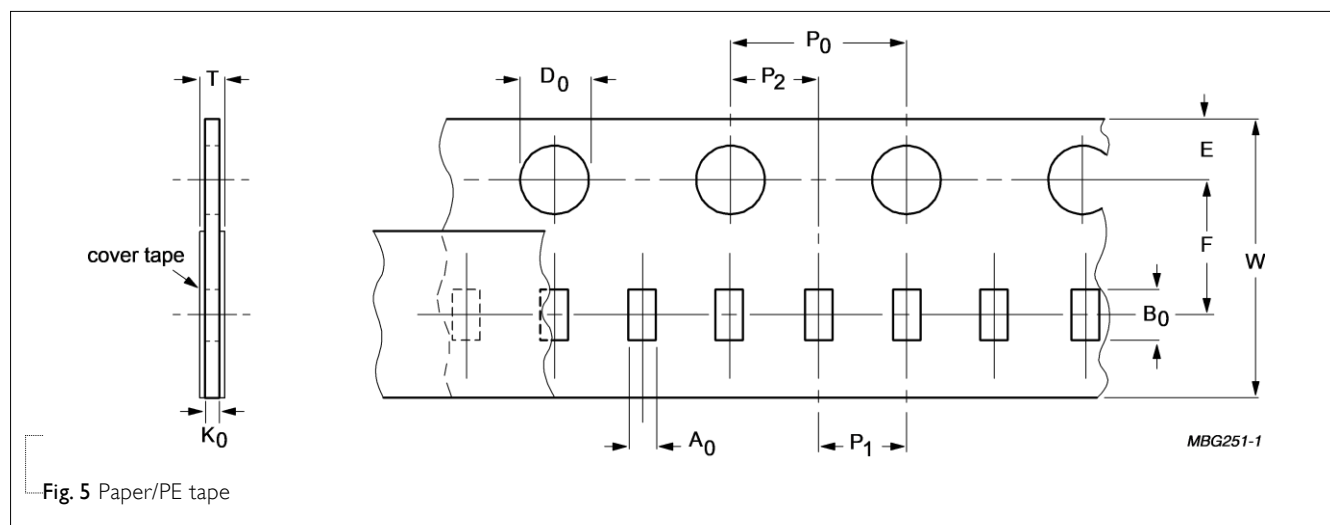 P0
T
D0
P2
E
cover tape
F
W
B0
K0
A0
P1
MBG251-1
Fig. 5 Paper/PE tape